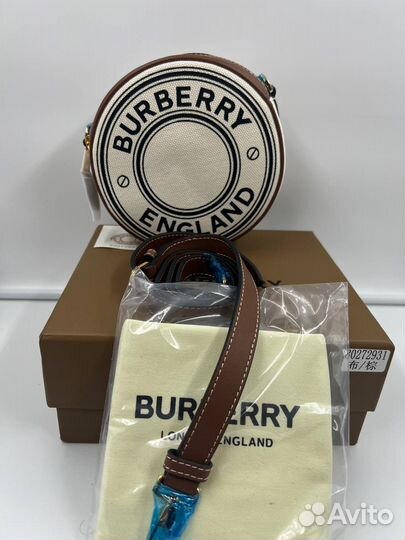 BURBERRY
ENGLAND
Y
80272931
布/棕
BURBERRY
LONDON ENGLAND
Avito